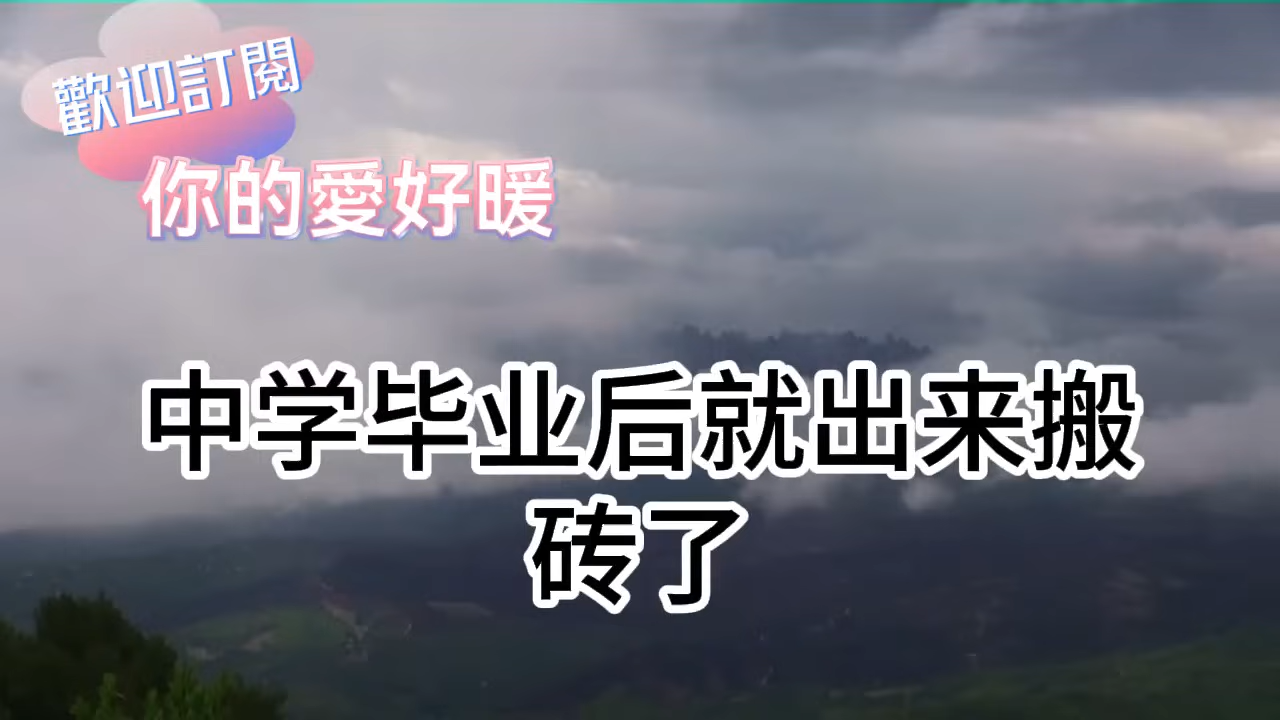 歡迎訂閱
你的愛好暖
中学毕业后就出来搬
砖了